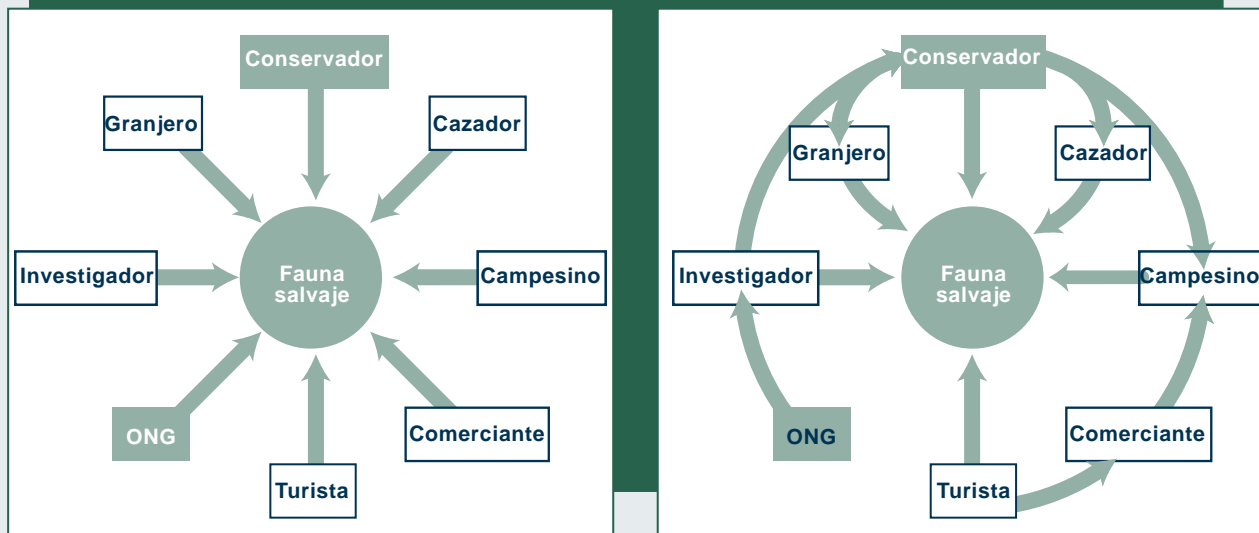 Conservador
Granjero
Cazador
Investigador
Fauna
salvaje
Campesino
ONG
Comerciante
Turista
Conservador
Granjero
Cazador
Investigador
Fauna
salvaje
Campesino
ONG
Comerciante
Turista